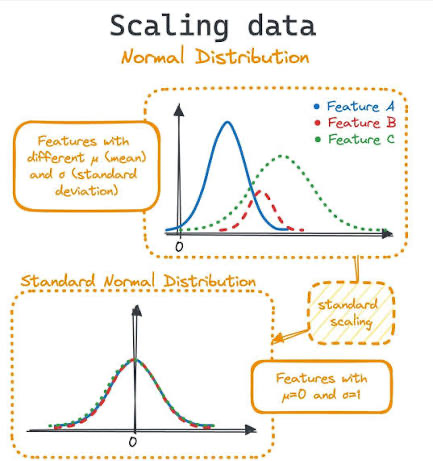 Scaling data
Normal Distribution
Feature A
Feature B
Feature C
Features with
different μ (mean)
and σ (standard
deviation)
0
Standard Normal Distribution
standard
scaling
Features with
μ=0 and σ=1
0